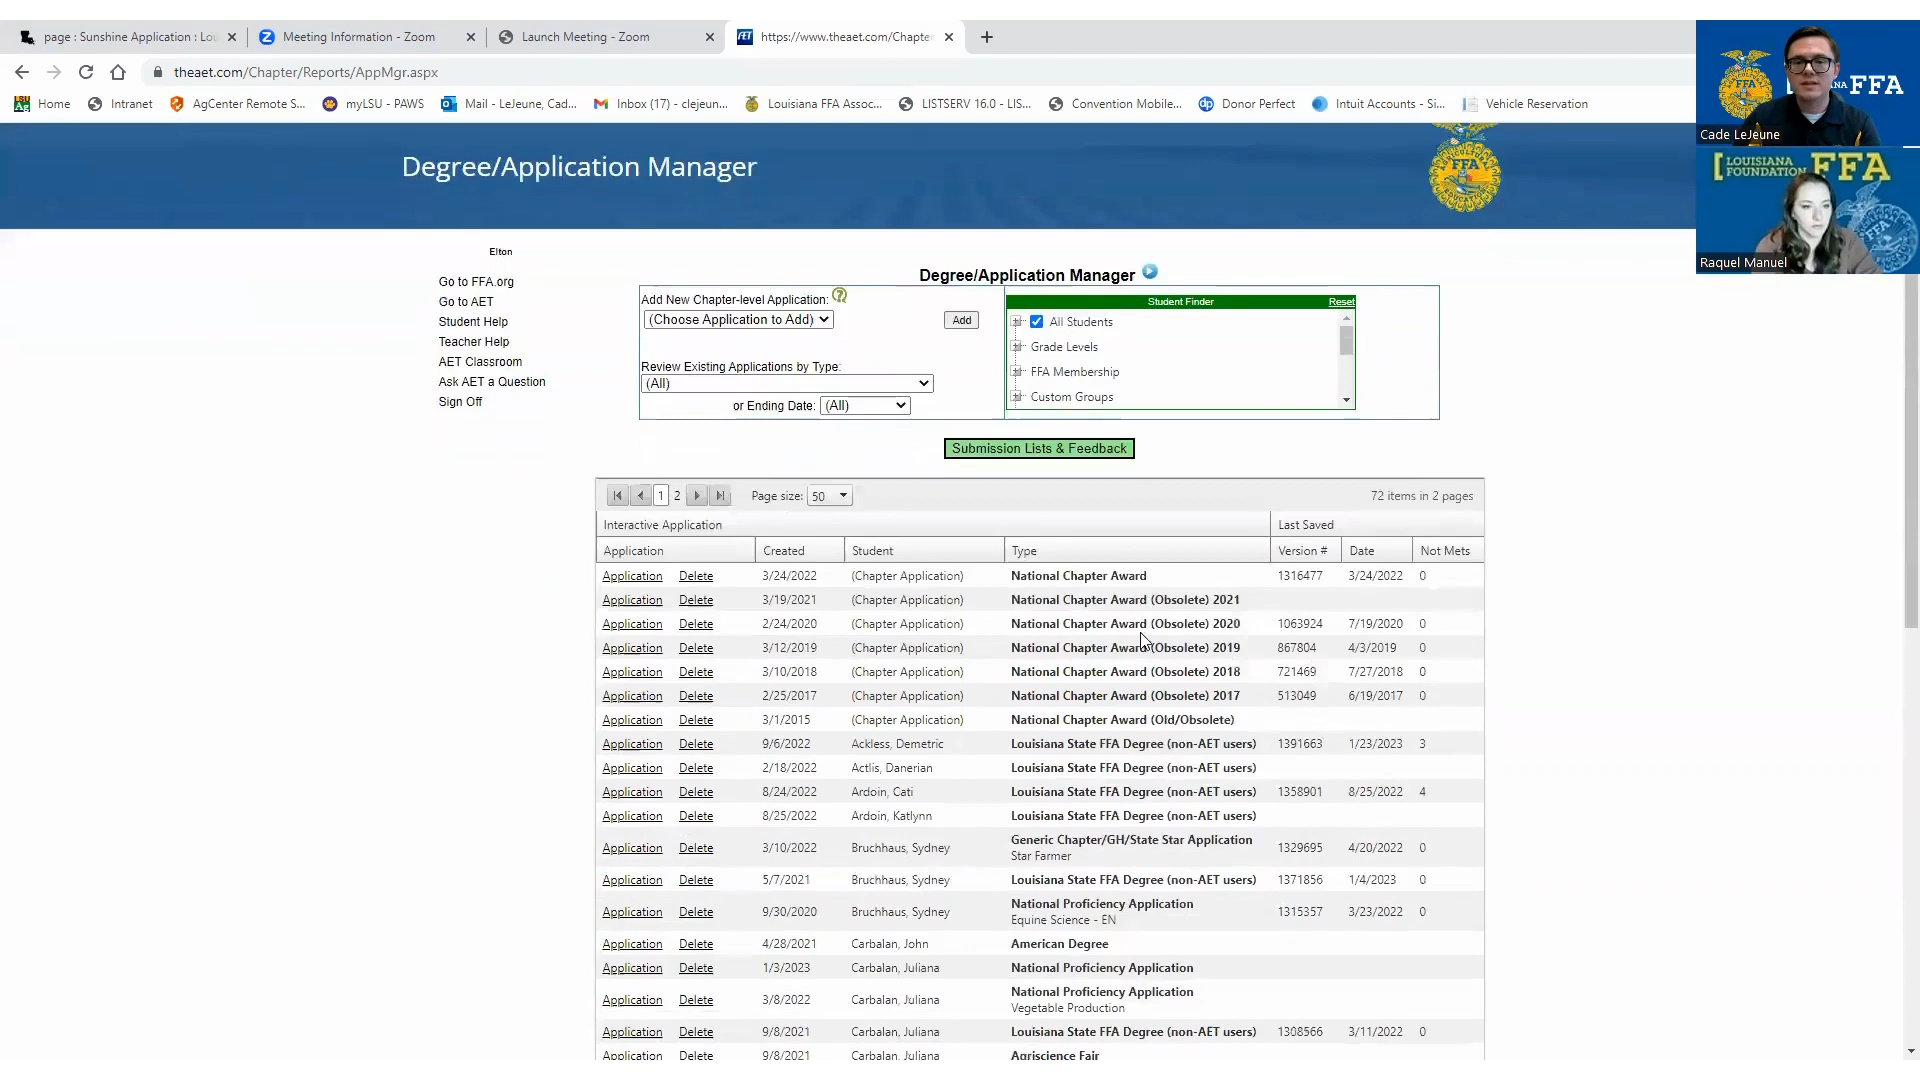 page : Sunshine Application : Lou
Meeting Information - Zoom
Launch Meeting - Zoom
https://www.theaet.com/Chapter
theaet.com/Chapter/Reports/AppMgr.aspx
Home Intranet AgCenter Remote S... myLSU - PAWS Mail - LeJeune, Cad... Inbox (17) - clejeun... Louisiana FFA Assoc... LISTSERV 16.0 - LIS... Convention Mobile... Donor Perfect Intuit Accounts - Si... Vehicle Reservation
FFA
Cade LeJeune
LOUISIANA
FOUNDATION FFA
Raquel Manuel
Degree/Application Manager
FFA
Elton
Go to FFA.org
Go to AET
Student Help
Teacher Help
AET Classroom
Ask AET a Question
Sign Off
Degree/Application Manager
Add New Chapter-level Application:
(Choose Application to Add) Add
Review Existing Applications by Type:
(All)
or Ending Date: (All)
Student Finder Reset
All Students
Grade Levels
FFA Membership
Custom Groups
Submission Lists & Feedback
1 2 Page size: 50 72 items in 2 pages
Interactive Application Last Saved
Application Created Student Type Version # Date Not Mets
Application Delete 3/24/2022 (Chapter Application) National Chapter Award 1316477 3/24/2022 0
Application Delete 3/19/2021 (Chapter Application) National Chapter Award (Obsolete) 2021
Application Delete 2/24/2020 (Chapter Application) National Chapter Award (Obsolete) 2020 1063924 7/19/2020 0
Application Delete 3/12/2019 (Chapter Application) National Chapter Award (Obsolete) 2019 867804 4/3/2019 0
Application Delete 3/10/2018 (Chapter Application) National Chapter Award (Obsolete) 2018 721469 7/27/2018 0
Application Delete 2/25/2017 (Chapter Application) National Chapter Award (Obsolete) 2017 513049 6/19/2017 0
Application Delete 3/1/2015 (Chapter Application) National Chapter Award (Old/Obsolete)
Application Delete 9/6/2022 Ackless, Demetric Louisiana State FFA Degree (non-AET users) 1391663 1/23/2023 3
Application Delete 2/18/2022 Actlis, Danerian Louisiana State FFA Degree (non-AET users)
Application Delete 8/24/2022 Ardoin, Cati Louisiana State FFA Degree (non-AET users) 1358901 8/25/2022 4
Application Delete 8/25/2022 Ardoin, Katlynn Louisiana State FFA Degree (non-AET users)
Application Delete 3/10/2022 Bruchhaus, Sydney Generic Chapter/GH/State Star Application 1329695 4/20/2022 0
Star Farmer
Application Delete 5/7/2021 Bruchhaus, Sydney Louisiana State FFA Degree (non-AET users) 1371856 1/4/2023 0
Application Delete 9/30/2020 Bruchhaus, Sydney National Proficiency Application 1315357 3/23/2022 0
Equine Science - EN
Application Delete 4/28/2021 Carbalan, John American Degree
Application Delete 1/3/2023 Carbalan, Juliana National Proficiency Application
Application Delete 3/8/2022 Carbalan, Juliana National Proficiency Application
Vegetable Production
Application Delete 9/8/2021 Carbalan, Juliana Louisiana State FFA Degree (non-AET users) 1308566 3/11/2022 0
Application Delete 9/8/2021 Carbalan, Juliana Agriscience Fair